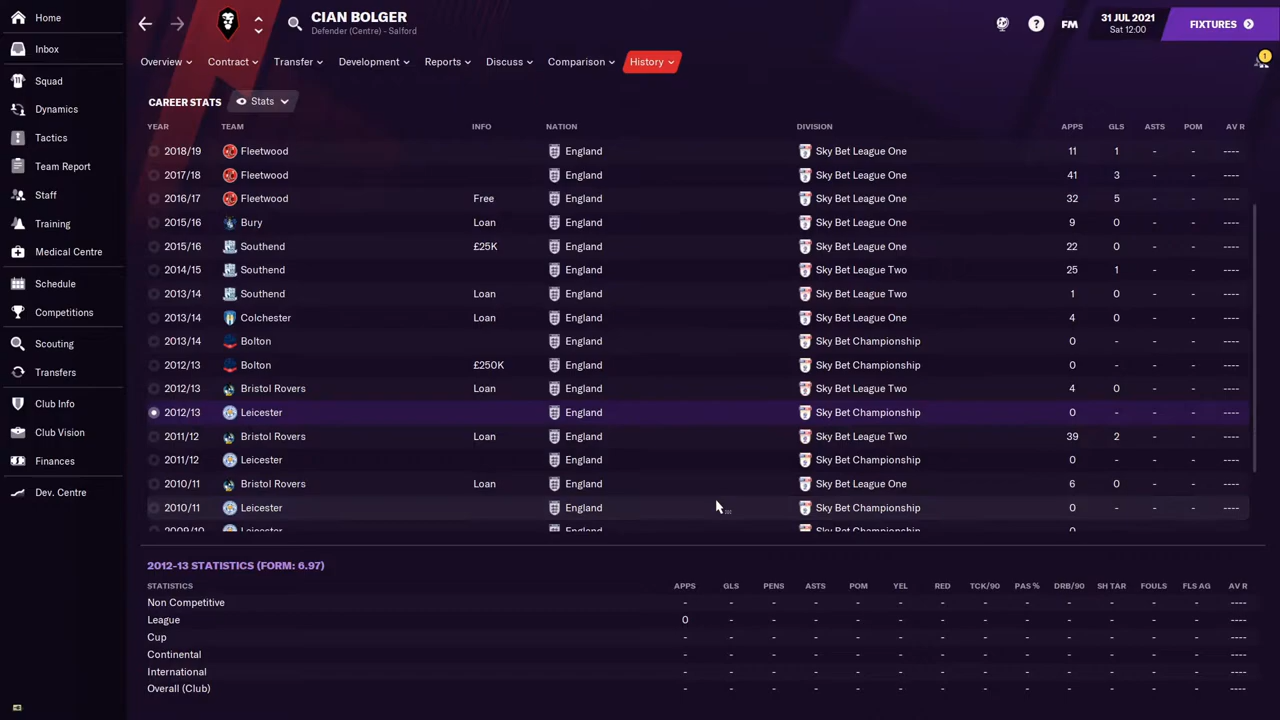 Home
CIAN BOLGER
Defender (Centre) - Salford
FM
31 JUL 2021
Sat 12:00
FIXTURES
1
Inbox
Squad
Dynamics
Tactics
Team Report
Staff
Training
Medical Centre
Schedule
Competitions
Scouting
Transfers
Club Info
Club Vision
Finances
Dev. Centre
Overview Contract Transfer Development Reports Discuss Comparison History
CAREER STATS Stats
YEAR TEAM INFO NATION DIVISION APPS GLS ASTS POM AV R
2018/19 Fleetwood England Sky Bet League One 11 1 - - ----
2017/18 Fleetwood England Sky Bet League One 41 3 - - ----
2016/17 Fleetwood Free England Sky Bet League One 32 5 - - ----
2015/16 Bury Loan England Sky Bet League One 9 0 - - ----
2015/16 Southend £25K England Sky Bet League One 22 0 - - ----
2014/15 Southend England Sky Bet League Two 25 1 - - ----
2013/14 Southend Loan England Sky Bet League Two 1 0 - - ----
2013/14 Colchester Loan England Sky Bet League One 4 0 - - ----
2013/14 Bolton England Sky Bet Championship 0 - - - ----
2012/13 Bolton £250K England Sky Bet Championship 0 - - - ----
2012/13 Bristol Rovers Loan England Sky Bet League Two 4 0 - - ----
2012/13 Leicester England Sky Bet Championship 0 - - - ----
2011/12 Bristol Rovers Loan England Sky Bet League Two 39 2 - - ----
2011/12 Leicester England Sky Bet Championship 0 - - - ----
2010/11 Bristol Rovers Loan England Sky Bet League One 6 0 - - ----
2010/11 Leicester England Sky Bet Championship 0 - - - ----
2009/10 Leicester England Sky Bet Championship 0 - - - ----
2012-13 STATISTICS (FORM: 6.97)
STATISTICS APPS GLS PENS ASTS POM YEL RED TCK/90 PAS % DRB/90 SH TAR FOULS FLS AG AV R
Non Competitive - - - - - - - - - - - - - ----
League 0 - - - - - - - - - - - - ----
Cup - - - - - - - - - - - - - ----
Continental - - - - - - - - - - - - - ----
International - - - - - - - - - - - - - ----
Overall (Club) - - - - - - - - - - - - - ----